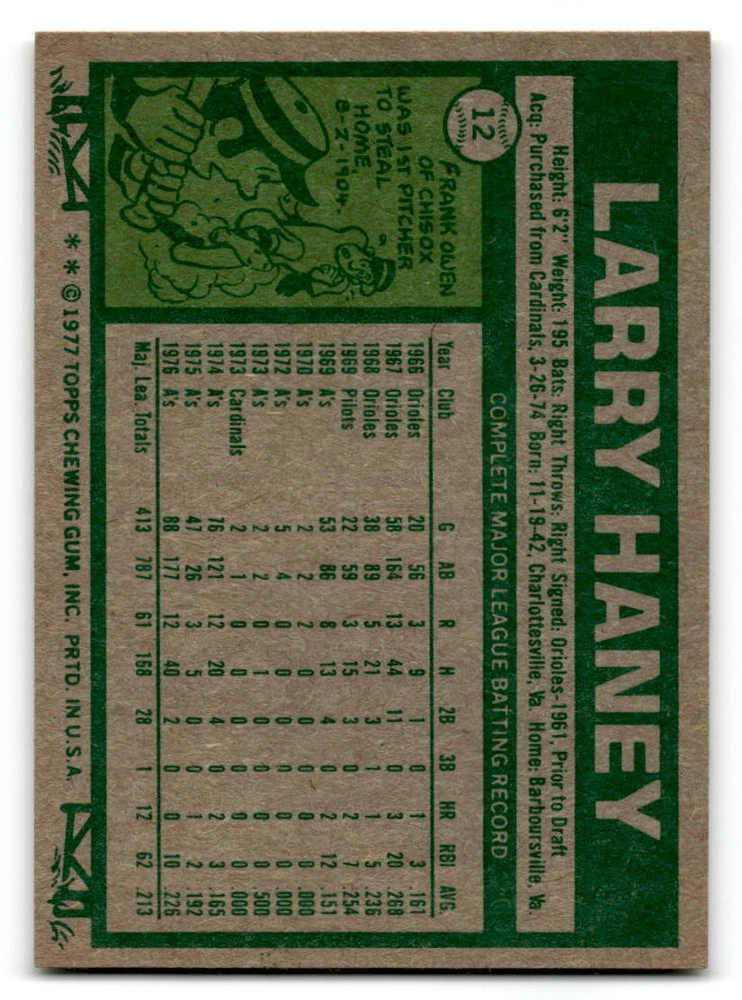 12
LARRY HANEY
Height: 6'2" Weight: 195 Bats: Right Throws: Right Signed: Orioles-1961, Prior to Draft
Acq: Purchased from Cardinals, 3-26-74 Born: 11-19-42, Charlottesville, Va. Home: Barboursville, Va.
FRANK OWEN
OF CHISOX
WAS 1ST PITCHER
TO STEAL
HOME,
8-2-1904.
COMPLETE MAJOR LEAGUE BATTING RECORD
Year Club G AB R H 2B 3B HR RBI AVG.
1966 Orioles 20 56 3 9 1 0 1 3 .161
1967 Orioles 58 164 13 44 11 0 3 20 .268
1968 Orioles 38 89 5 21 3 1 1 5 .236
1969 Pilots 22 59 3 15 3 0 2 7 .254
1969 A's 53 86 8 13 4 0 2 12 .151
1970 A's 2 2 2 0 0 0 0 0 .000
1972 A's 5 4 0 0 0 0 0 0 .000
1973 A's 2 2 0 1 0 0 0 0 .500
1973 Cardinals 2 1 0 0 0 0 0 0 .000
1974 A's 76 121 12 20 4 0 2 3 .165
1975 A's 47 26 3 5 0 0 1 2 .192
1976 A's 88 177 12 40 2 0 0 10 .226
Maj. Lea. Totals 413 787 61 168 28 1 12 62 .213
* * © 1977 TOPPS CHEWING GUM, INC. PRTD. IN U.S.A.